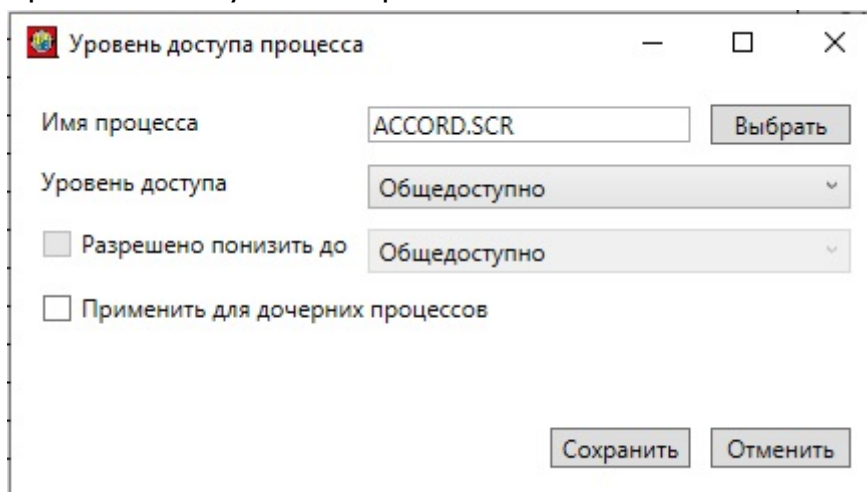 Уровень доступа процесса
Имя процесса ACCORD.SCR Выбрать
Уровень доступа Общедоступно
Разрешено понизить до Общедоступно
Применить для дочерних процессов
Сохранить Отменить